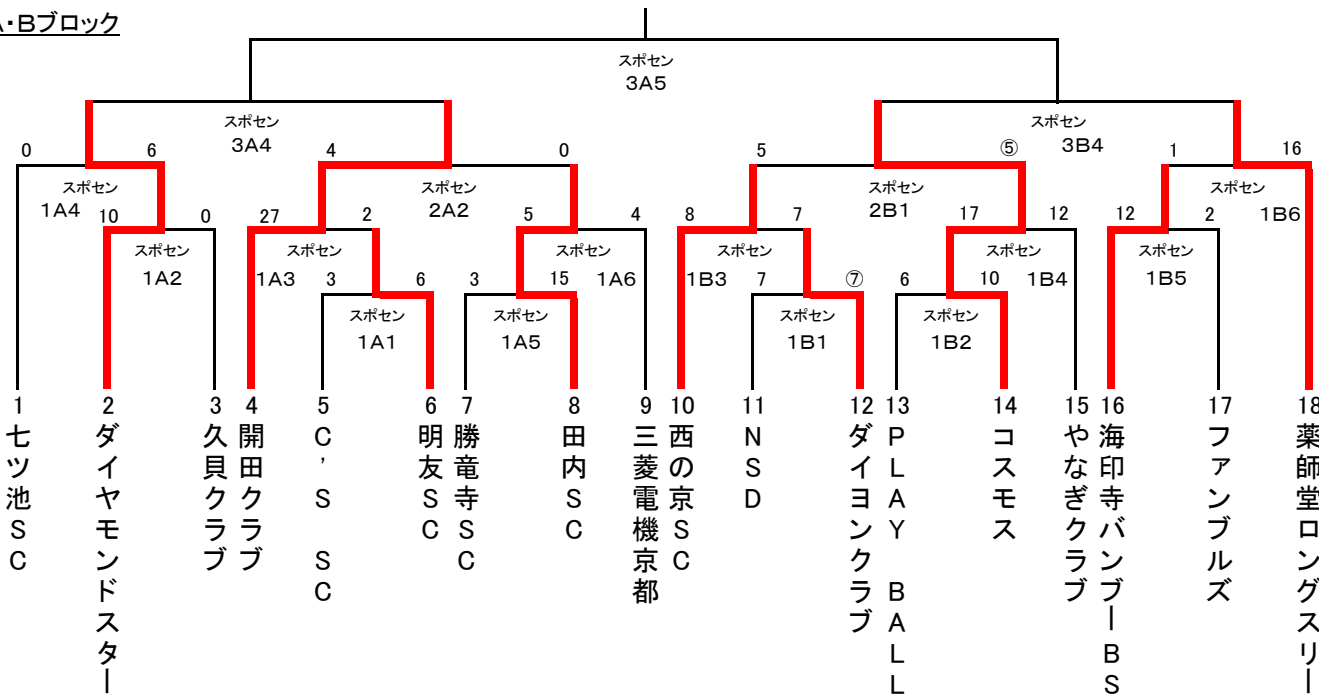 A・Bブロック
スポセン
3A5
スポセン
3A4
スポセン
3B4
0 6 4 0 5 ⑤ 1 16
スポセン
1A4
スポセン
2A2
スポセン
2B1
スポセン
1B6
10 0 27 2 5 4 8 7 17 12 12 2
スポセン
1A2
スポセン
1A3
スポセン
1A6
スポセン
1B3
スポセン
1B4
スポセン
1B5
3 6 3 15 7 ⑦ 6 10
スポセン
1A1
スポセン
1A5
スポセン
1B1
スポセン
1B2
1 七ツ池SC
2 ダイヤモンドスター
3 久貝クラブ
4 開田クラブ
5 C'S SC
6 明友SC
7 勝竜寺SC
8 田内SC
9 三菱電機京都
10 西の京SC
11 NSD
12 ダイヨンクラブ
13 PLAY BALL
14 コスモス
15 やなぎクラブ
16 海印寺バンブーBS
17 ファンブルズ
18 薬師堂ロングスリー